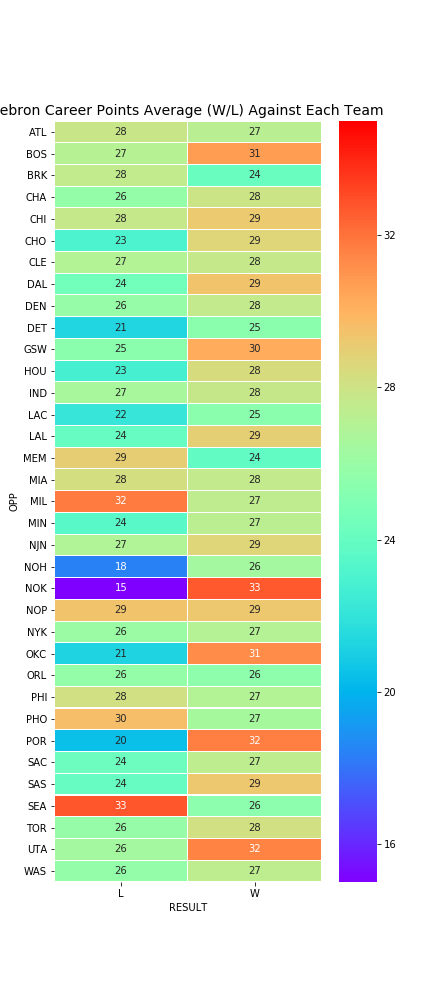 ebron Career Points Average (W/L) Against Each Team
ATL 28 27
BOS 27 31
BRK 28 24
CHA 26 28
CHI 28 29
CHO 23 29
CLE 27 28
DAL 24 29
DEN 26 28
DET 21 25
GSW 25 30
HOU 23 28
IND 27 28
LAC 22 25
LAL 24 29
MEM 29 24
MIA 28 28
MIL 32 27
MIN 24 27
NJN 27 29
NOH 18 26
NOK 15 33
NOP 29 29
NYK 26 27
OKC 21 31
ORL 26 26
PHI 28 27
PHO 30 27
POR 20 32
SAC 24 27
SAS 24 29
SEA 33 26
TOR 26 28
UTA 26 32
WAS 26 27
OPP
L W
RESULT
32
28
24
20
16